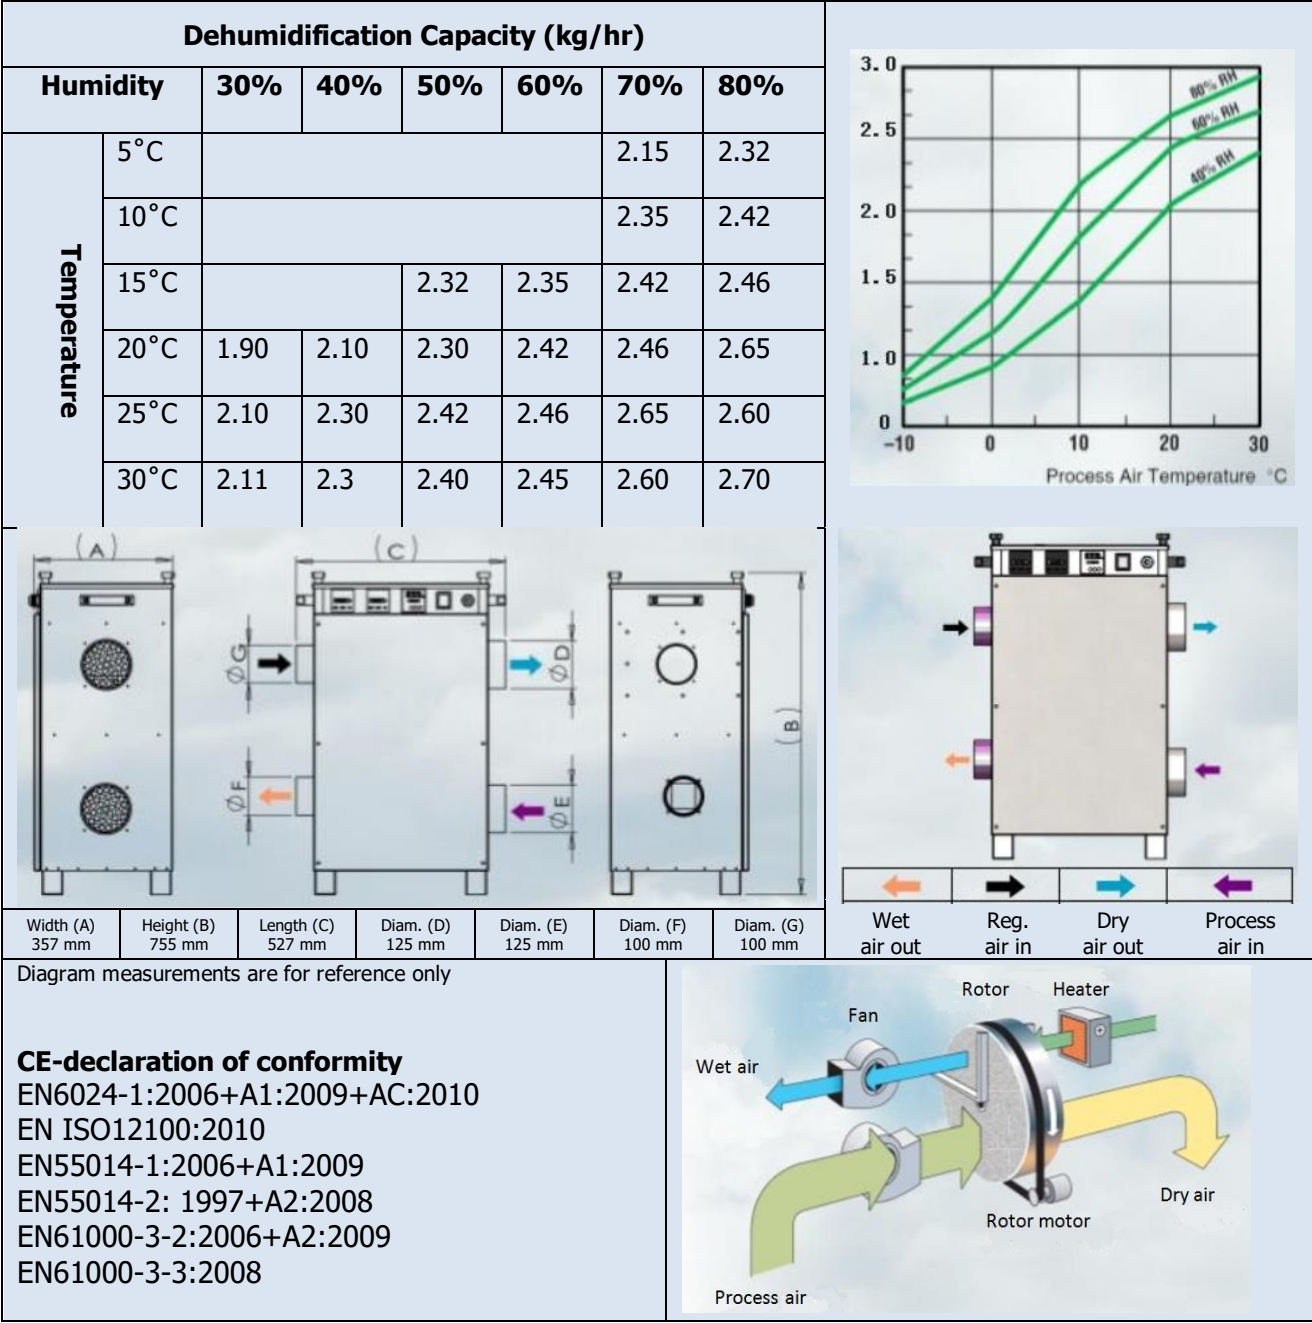 Dehumidification Capacity (kg/hr)
Humidity 30% 40% 50% 60% 70% 80%
Temperature
5˚C 2.15 2.32
10˚C 2.35 2.42
15˚C 2.32 2.35 2.42 2.46
20˚C 1.90 2.10 2.30 2.42 2.46 2.65
25˚C 2.10 2.30 2.42 2.46 2.65 2.60
30˚C 2.11 2.3 2.40 2.45 2.60 2.70
3.0
2.5
2.0
1.5
1.0
0
80% RH
60% RH
40% RH
-10 0 10 20 30
Process Air Temperature °C
(A)
(C)
(B)
ØG
ØD
ØF
ØE
Width (A) Height (B) Length (C) Diam. (D) Diam. (E) Diam. (F) Diam. (G)
357 mm 755 mm 527 mm 125 mm 125 mm 100 mm 100 mm
Wet Reg. Dry Process
air out air in air out air in
Diagram measurements are for reference only
CE-declaration of conformity
EN6024-1:2006+A1:2009+AC:2010
EN ISO12100:2010
EN55014-1:2006+A1:2009
EN55014-2: 1997+A2:2008
EN61000-3-2:2006+A2:2009
EN61000-3-3:2008
Rotor
Heater
Fan
Wet air
Dry air
Rotor motor
Process air